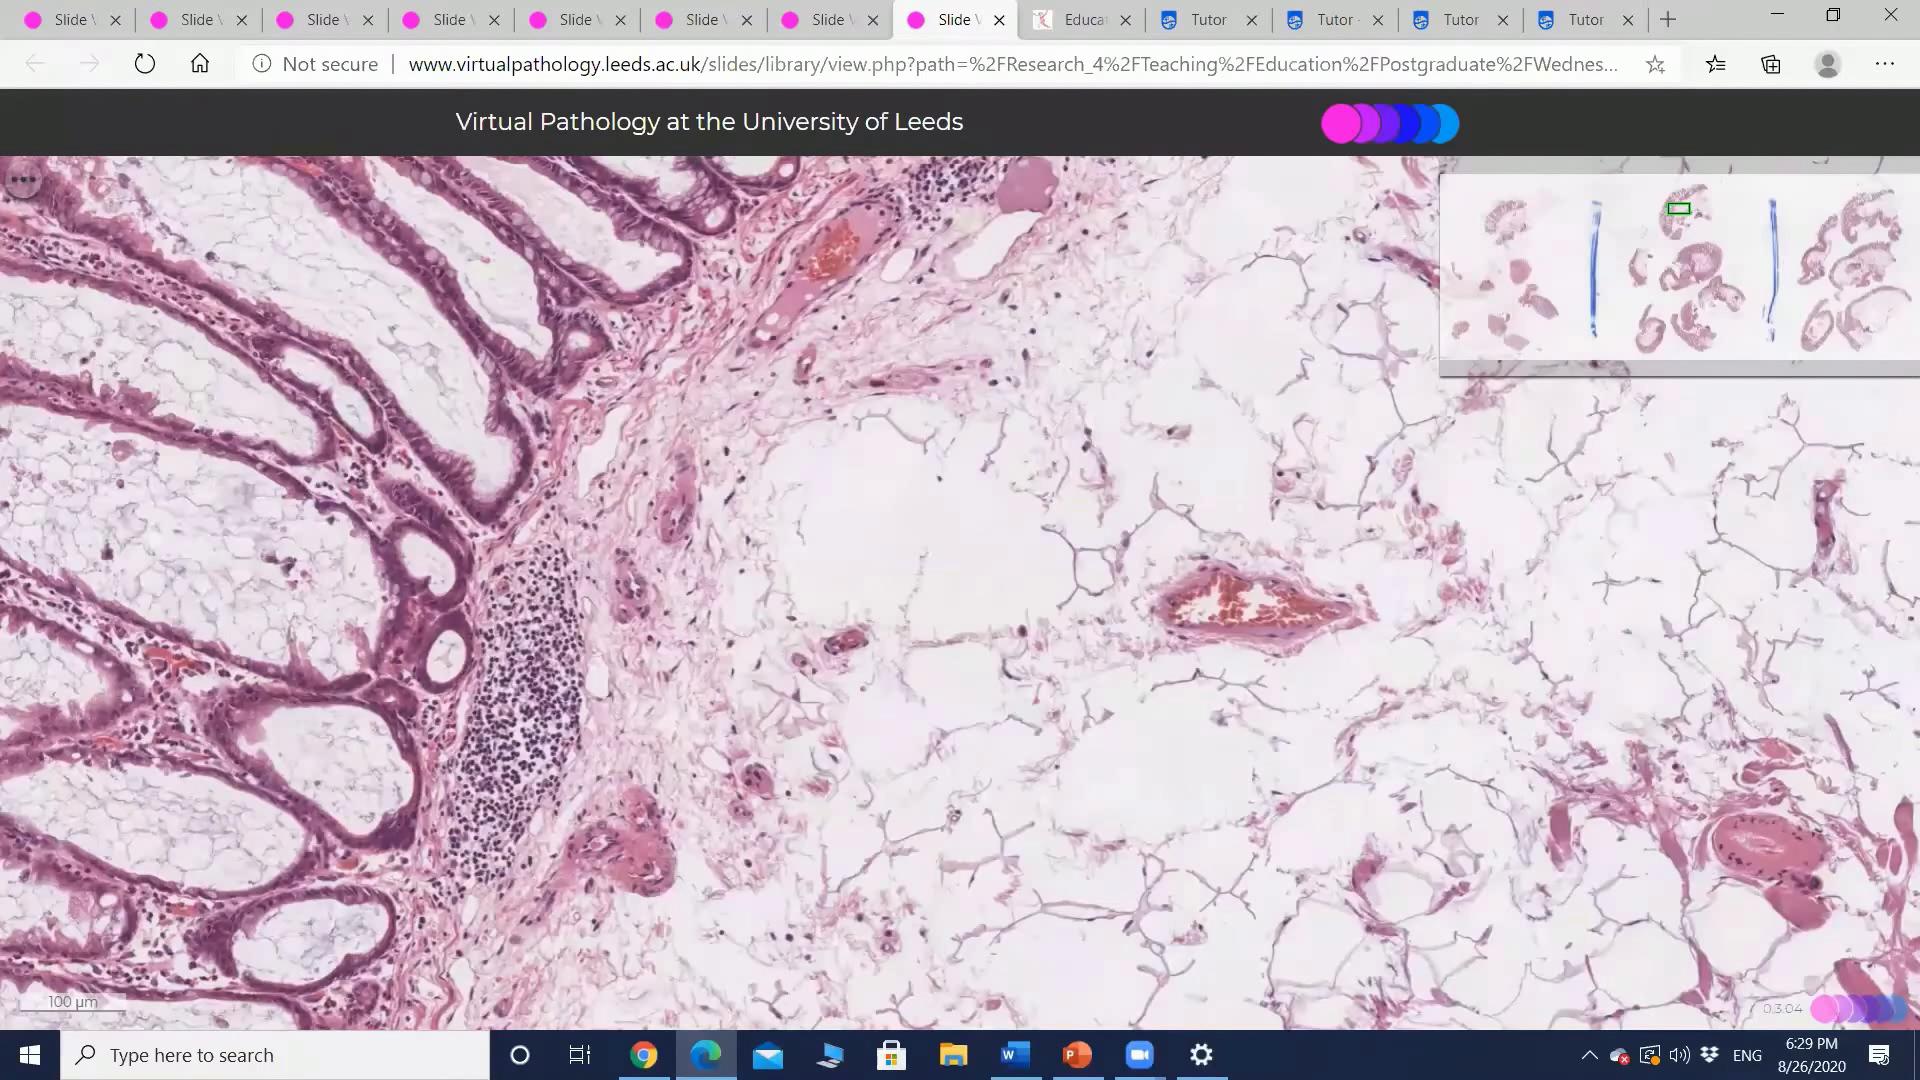 Slide Slide Slide Slide Slide Slide Slide Slide Educa Tutor Tutor Tutor Tutor
Not secure www.virtualpathology.leeds.ac.uk/slides/library/view.php?path=%2FResearch_4%2FTeaching%2FEducation%2FPostgraduate%2FWednes...
Virtual Pathology at the University of Leeds
100 µm
0.3.04
Type here to search
ENG
6:29 PM
8/26/2020